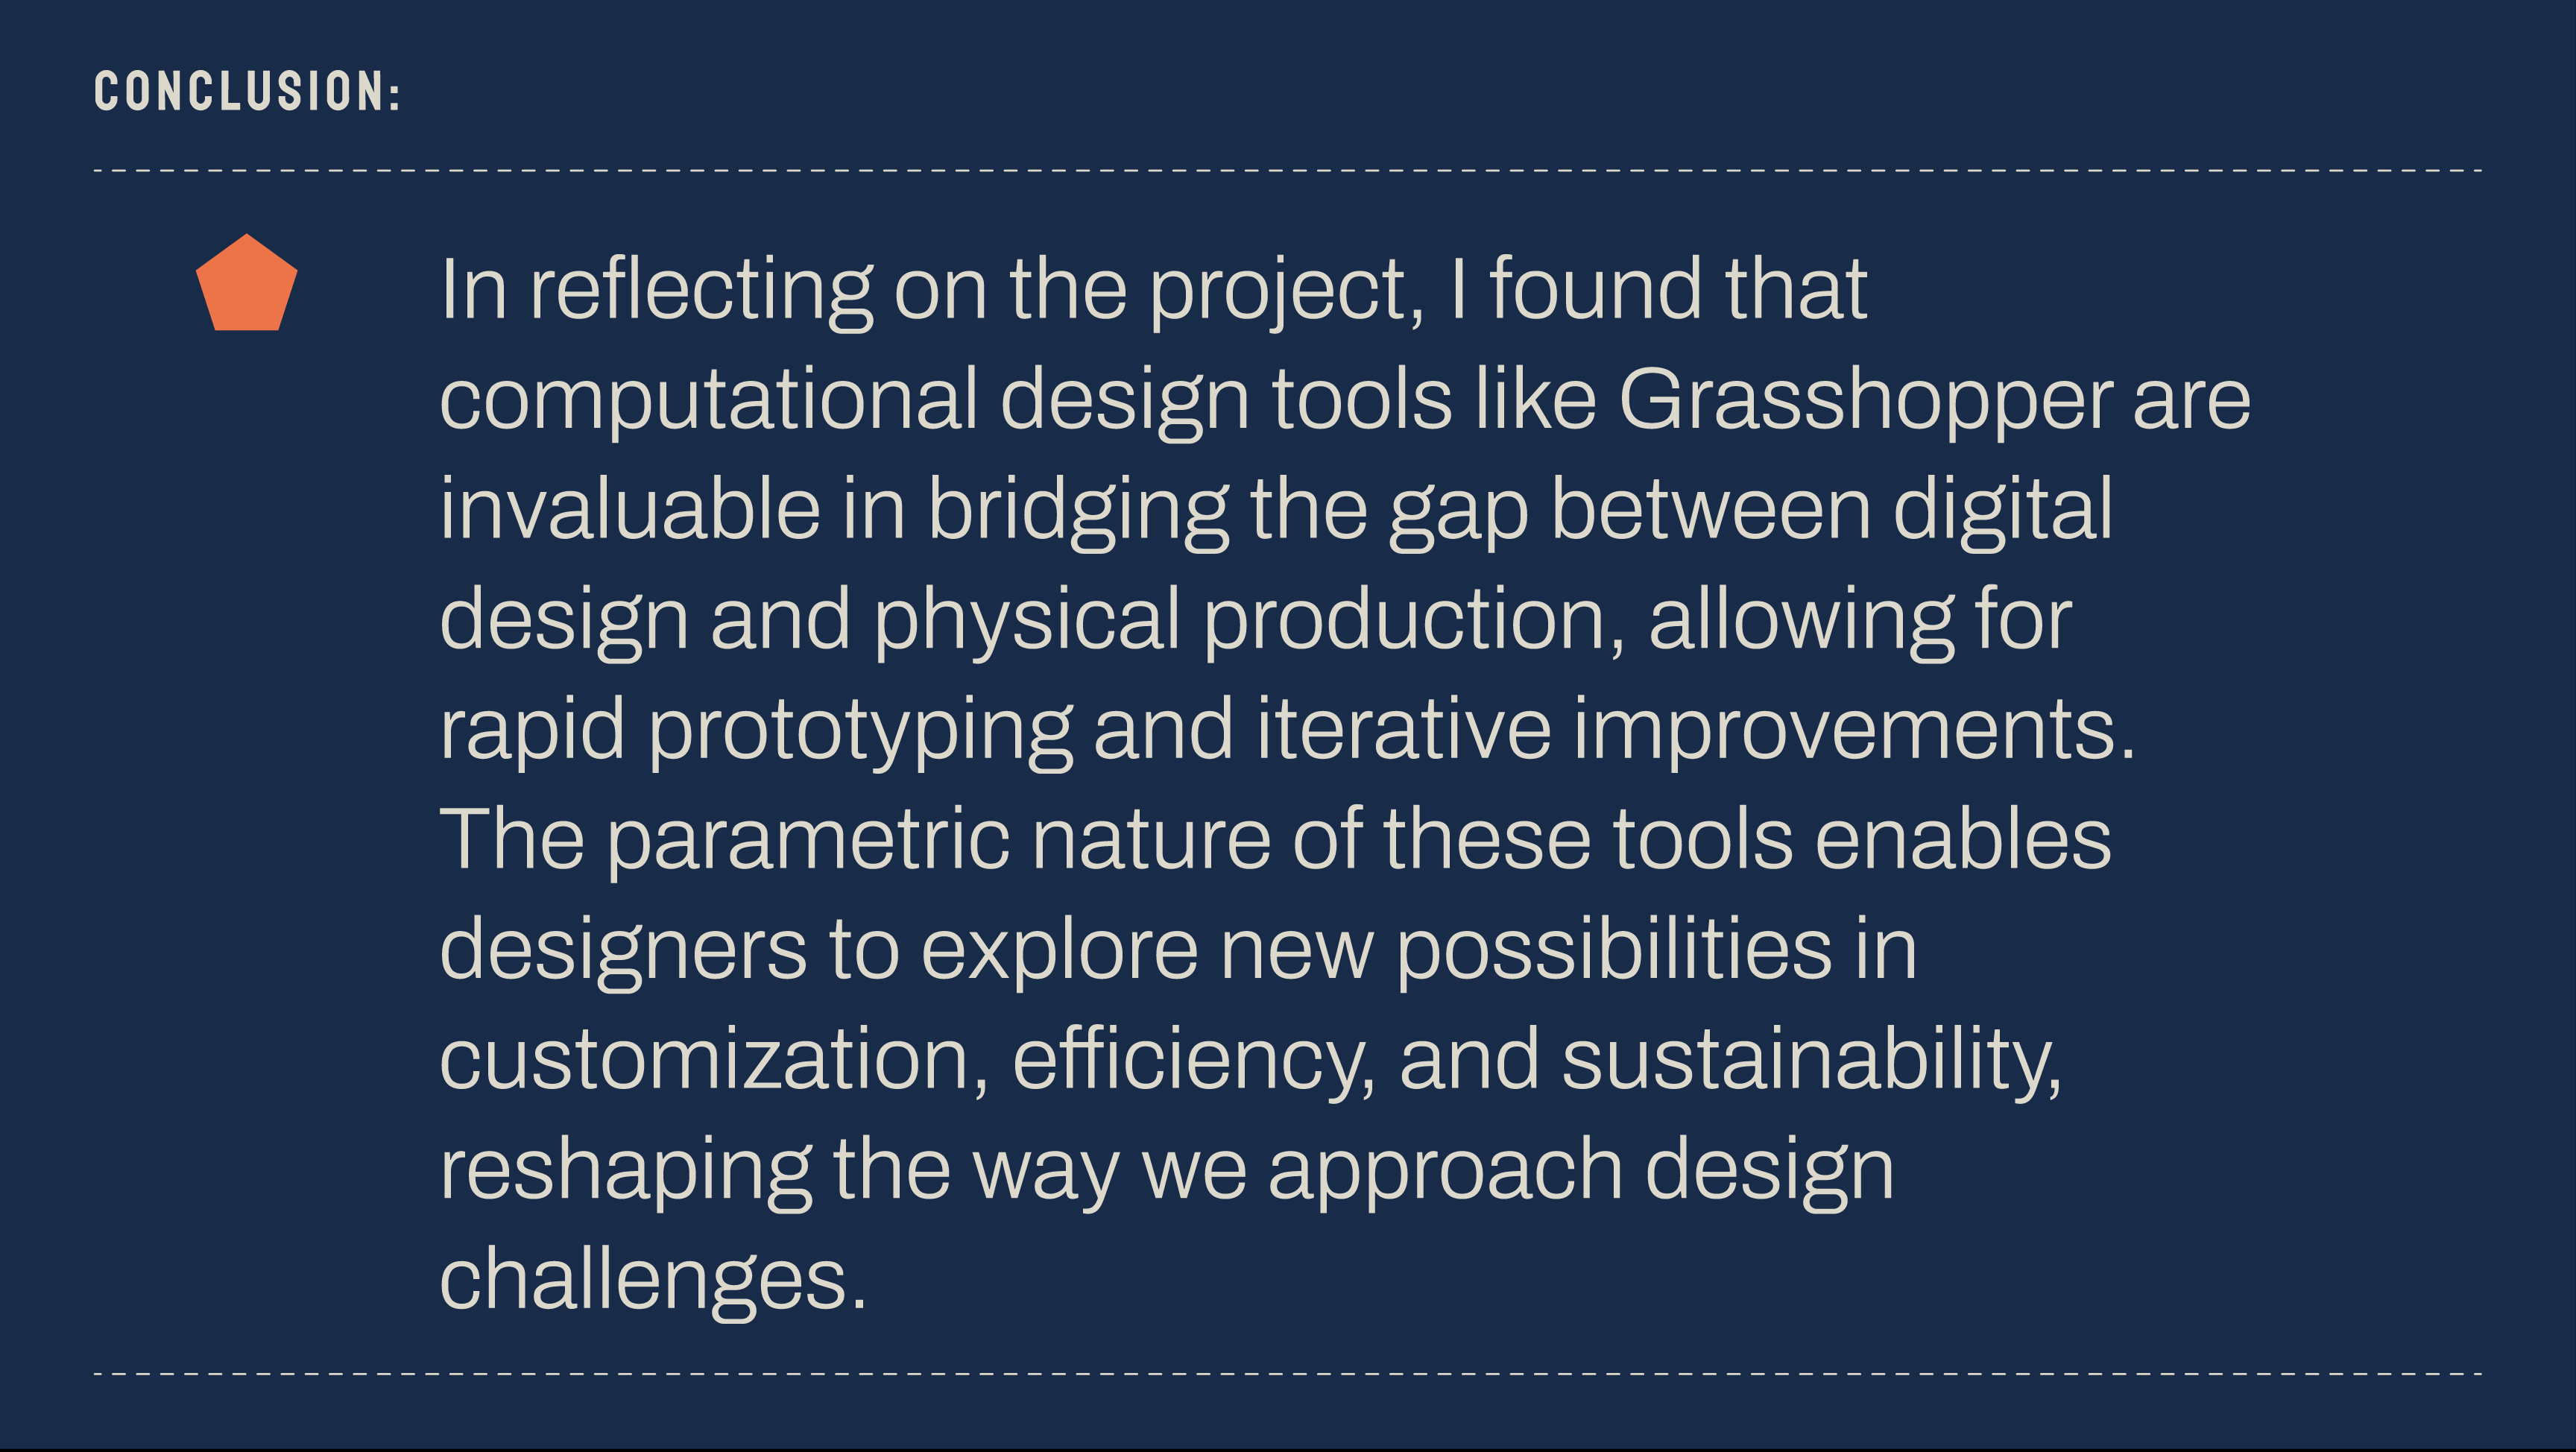 CONCLUSION:
In reflecting on the project, I found that
computational design tools like Grasshopper are
invaluable in bridging the gap between digital
design and physical production, allowing for
rapid prototyping and iterative improvements.
The parametric nature of these tools enables
designers to explore new possibilities in
customization, efficiency, and sustainability,
reshaping the way we approach design
challenges.